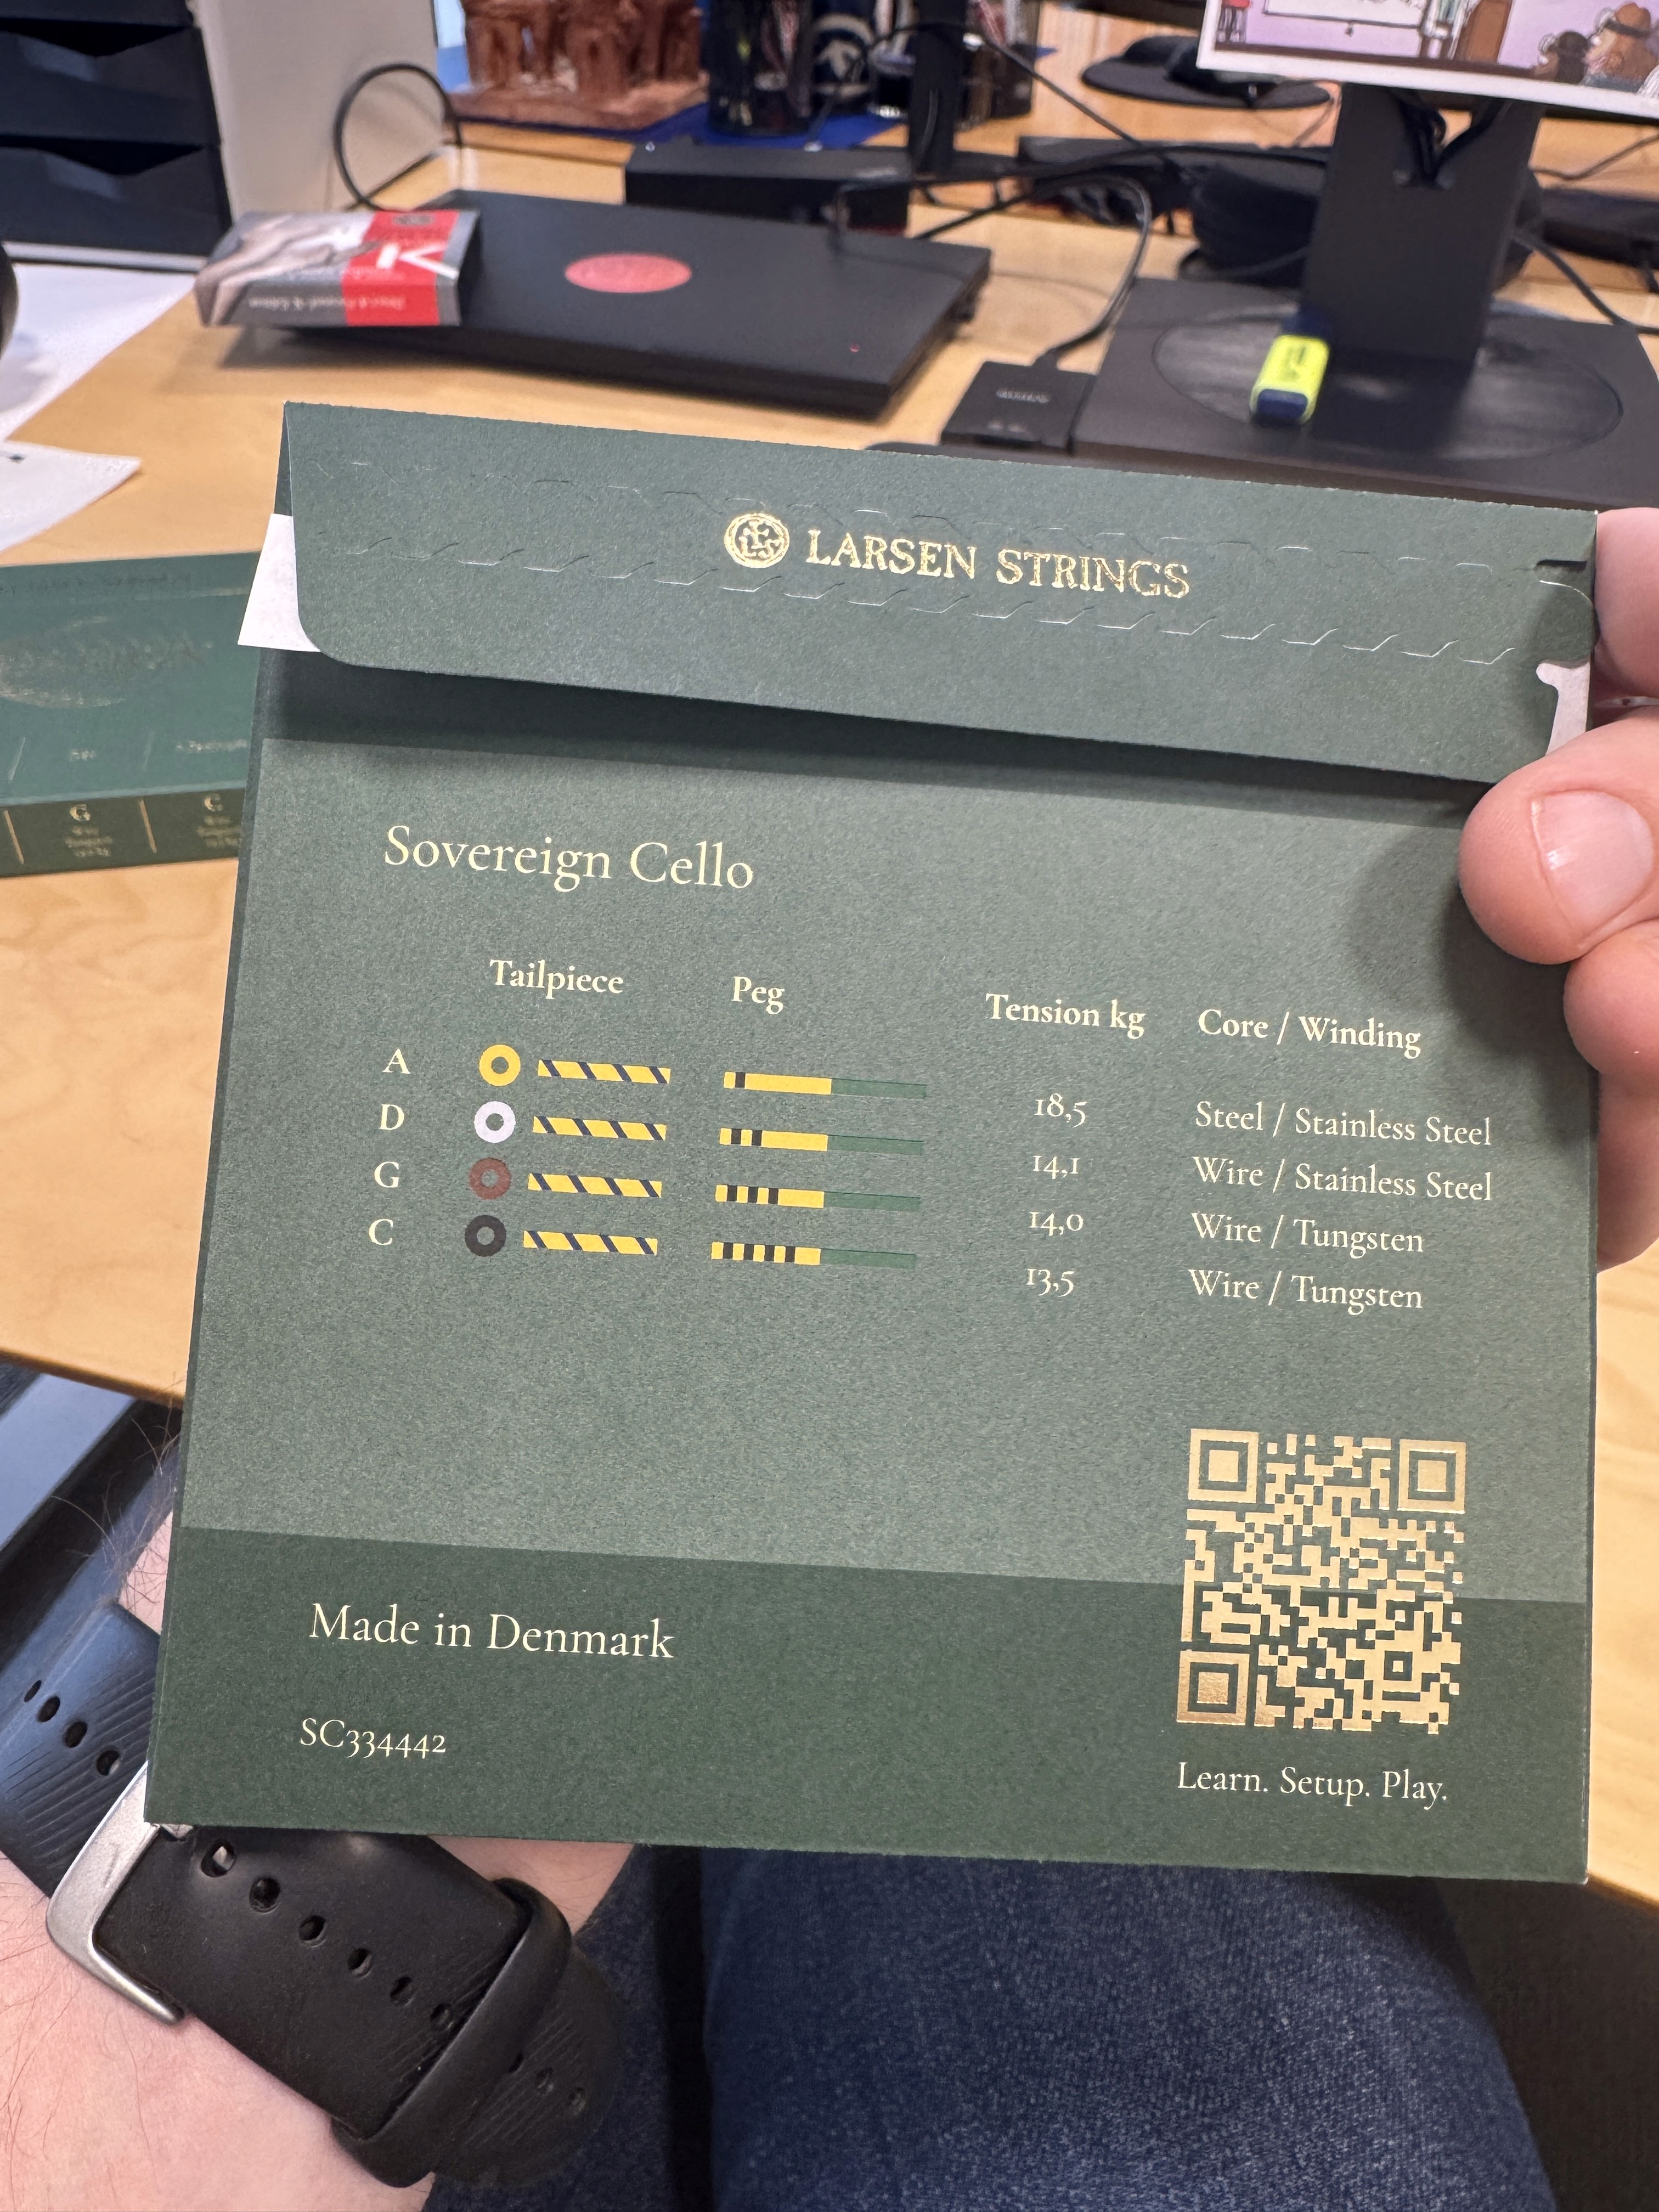 LARSEN STRINGS
Sovereign Cello
Tailpiece Peg Tension kg Core / Winding
A 18,5 Steel / Stainless Steel
D 14,1 Wire / Stainless Steel
G 14,0 Wire / Tungsten
C 13,5 Wire / Tungsten
Made in Denmark
SC334442
Learn. Setup. Play.
G
C